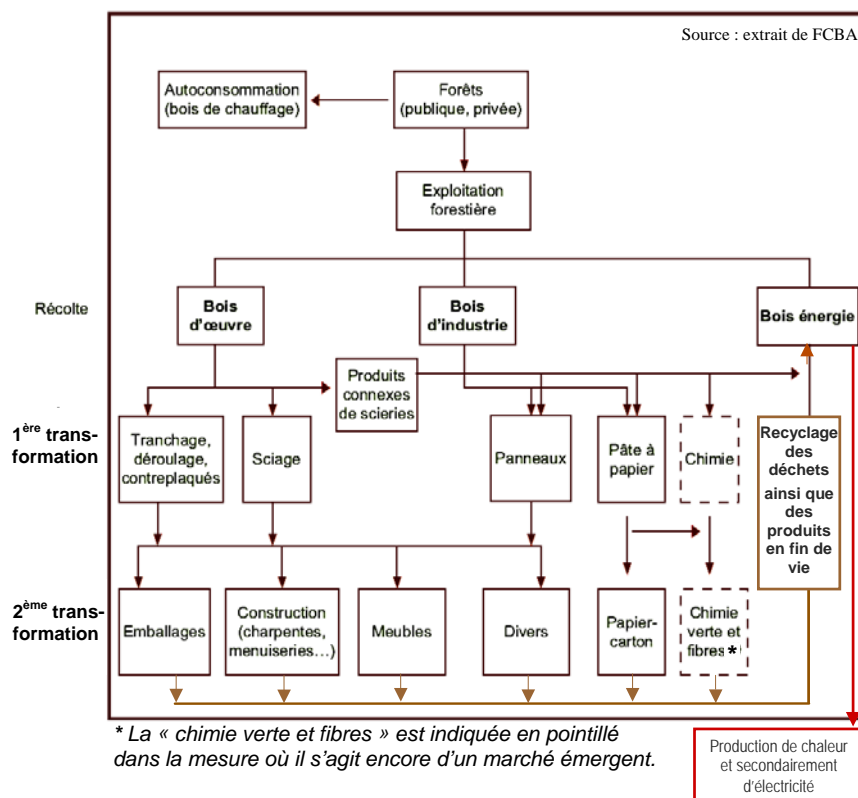 Source : extrait de FCBA
Autoconsommation
(bois de chauffage)
Forêts
(publique, privée)
Exploitation
forestière
Récolte
Bois
d'œuvre
Bois
d'industrie
Bois énergie
Produits
connexes
de scieries
1ère trans-
formation
Tranchage,
déroulage,
contreplaqués
Sciage
Panneaux
Pâte à
papier
Chimie
Recyclage
des
déchets
ainsi que
des
produits
en fin de
vie
2ème trans-
formation
Emballages
Construction
(charpentes,
menuiseries…)
Meubles
Divers
Papier-
carton
Chimie
verte et
fibres *
* La « chimie verte et fibres » est indiquée en pointillé
dans la mesure où il s'agit encore d'un marché émergent.
Production de chaleur
et secondairement
d'électricité